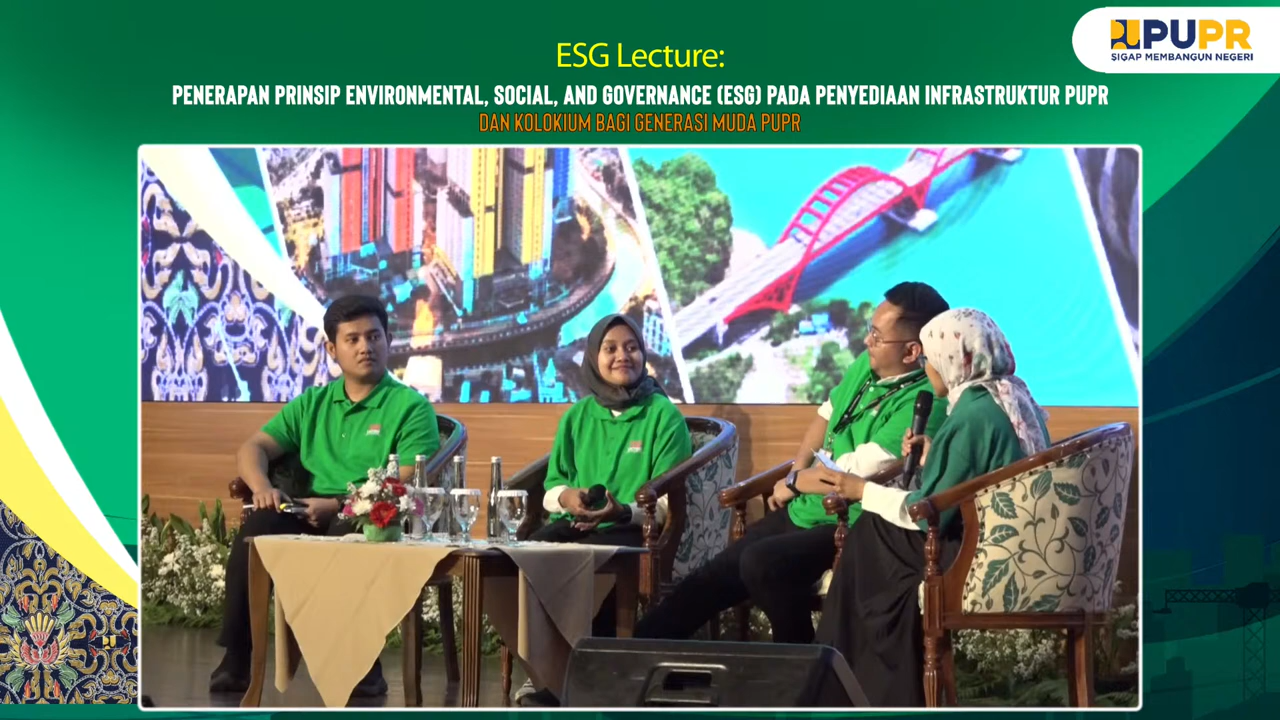 ESG Lecture:
PUPR
SIGAP MEMBANGUN NEGERI
PENERAPAN PRINSIP ENVIRONMENTAL, SOCIAL, AND GOVERNANCE (ESG) PADA PENYEDIAAN INFRASTRUKTUR PUPR
DAN KOLOKIUM BAGI GENERASI MUDA PUPR